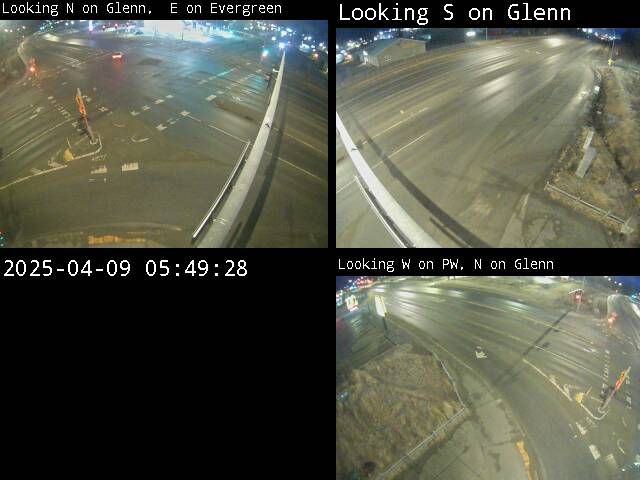 Looking N on Glenn,  E on Evergreen
Looking S on Glenn
2025-04-09 05:49:28
Looking W on PW, N on Glenn